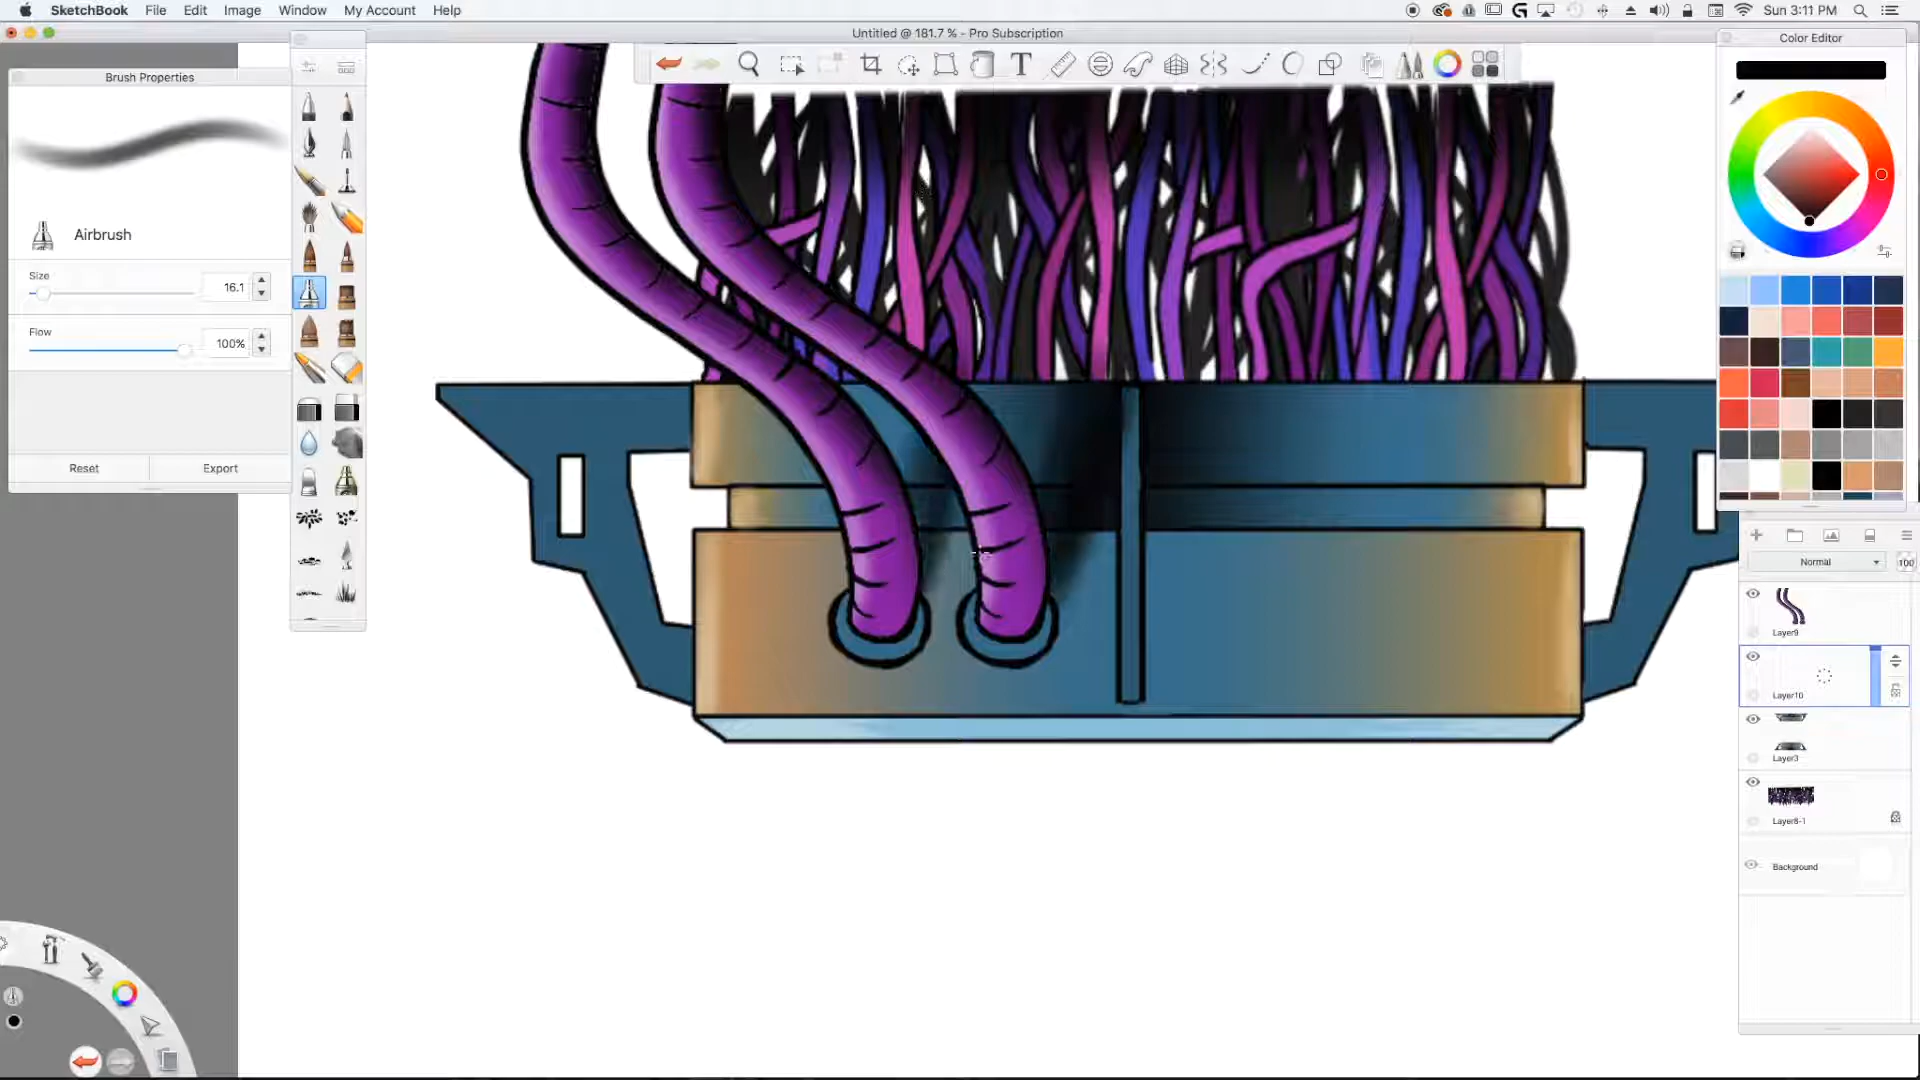 SketchBook File Edit Image Window My Account Help
Sun 3:11 PM
Untitled @ 181.7 % - Pro Subscription
Brush Properties
Airbrush
Size
16.1
Flow
100%
Reset Export
T
Color Editor
Normal
100
Layer9
Layer10
Layer3
Layer8-1
Background